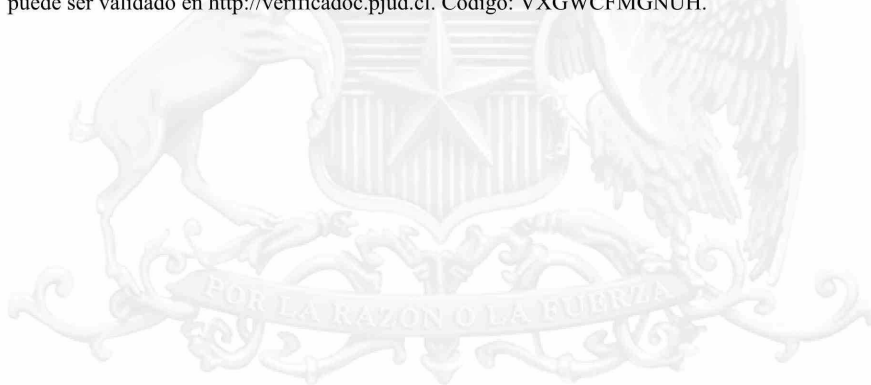 puede ser validado en http://verificadoc.pjud.cl. Código: VXGWCFMGNUH.
POR LA RAZON O LA FUERZA